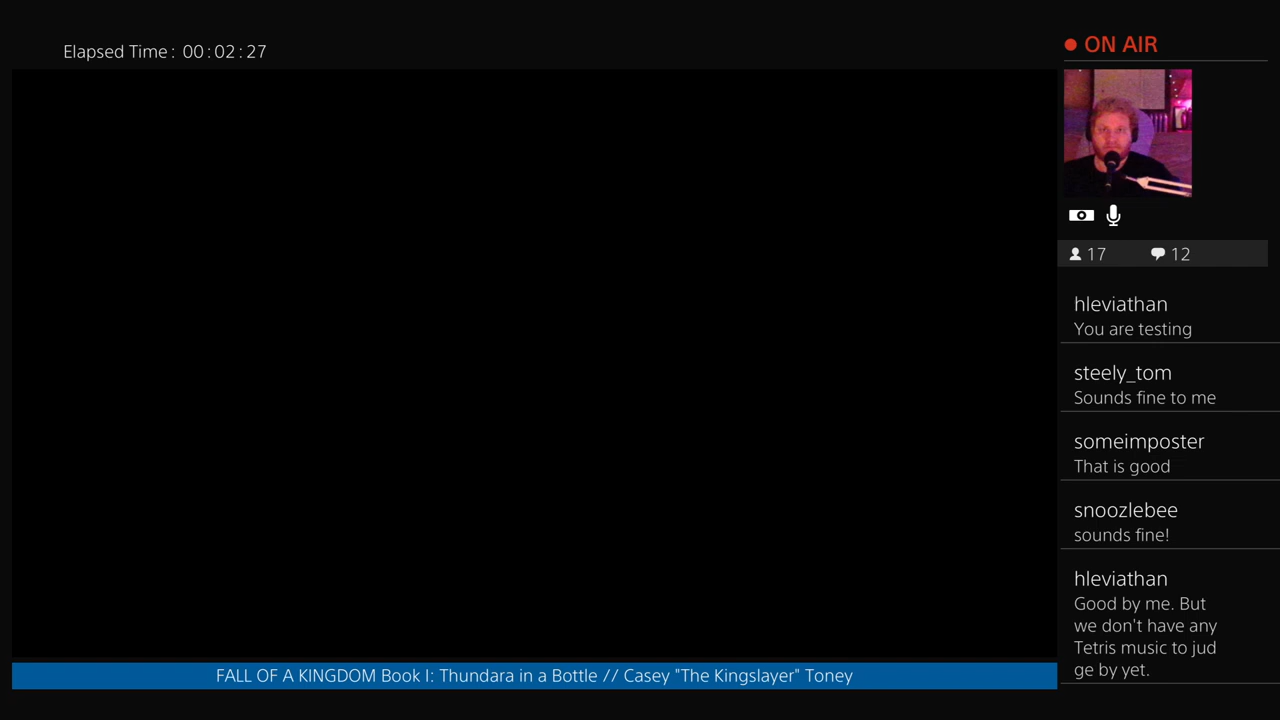 Elapsed Time: 00:02:27
ON AIR
17 12
hleviathan
You are testing
steely_tom
Sounds fine to me
someimposter
That is good
snoozlebee
sounds fine!
hleviathan
Good by me. But
we don't have any
Tetris music to jud
ge by yet.
FALL OF A KINGDOM Book I: Thundara in a Bottle // Casey "The Kingslayer" Toney